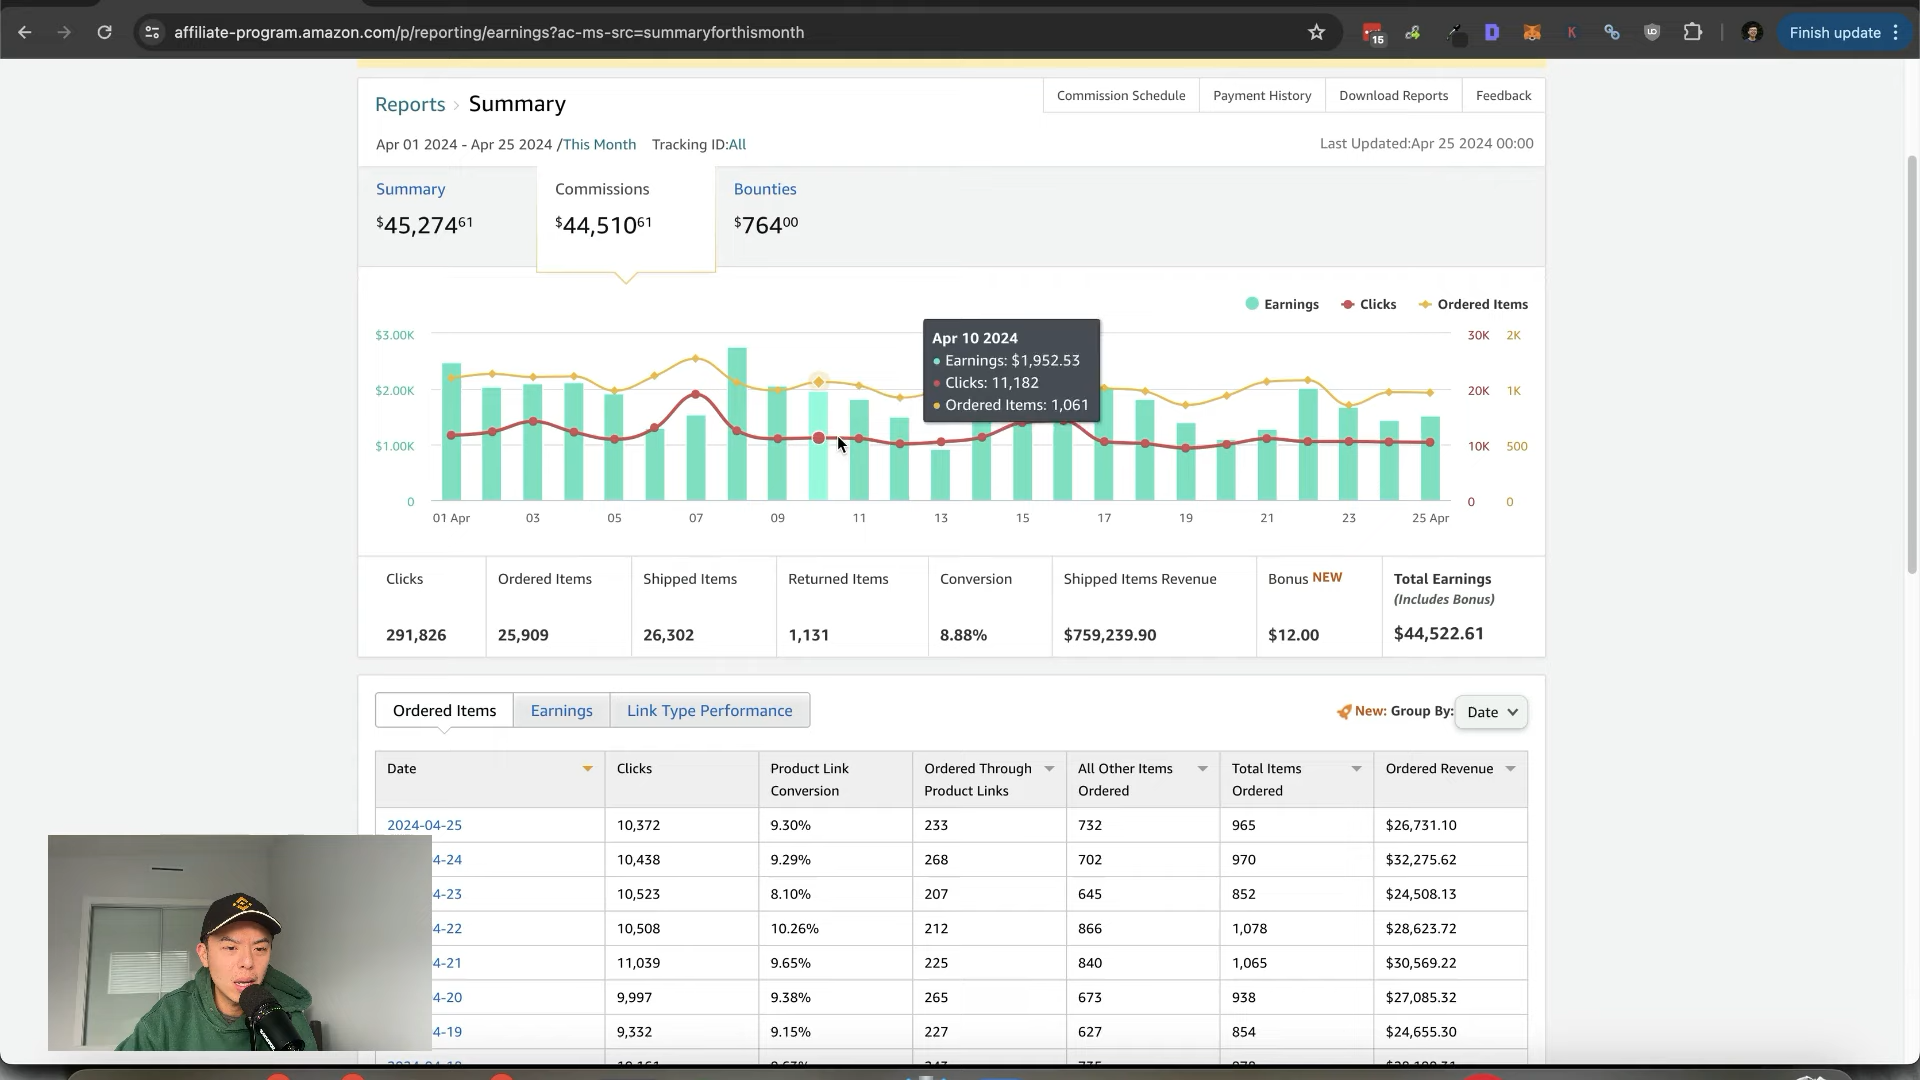 affiliate-program.amazon.com/p/reporting/earnings?ac-ms-src=summaryforthismonth
15
D
K
Finish update
Reports › Summary
Commission Schedule
Payment History
Download Reports
Feedback
Apr 01 2024 - Apr 25 2024 /This Month Tracking ID:All
Last Updated:Apr 25 2024 00:00
Summary
$45,274.61
Commissions
$44,510.61
Bounties
$764.00
Earnings Clicks Ordered Items
$3.00K
$2.00K
$1.00K
0
Apr 10 2024
Earnings: $1,952.53
Clicks: 11,182
Ordered Items: 1,061
30K 2K
20K 1K
10K 500
0 0
01 Apr 03 05 07 09 11 13 15 17 19 21 23 25 Apr
Clicks Ordered Items Shipped Items Returned Items Conversion Shipped Items Revenue Bonus NEW Total Earnings
(Includes Bonus)
291,826 25,909 26,302 1,131 8.88% $759,239.90 $12.00 $44,522.61
Ordered Items Earnings Link Type Performance
New: Group By: Date
Date Clicks Product Link Conversion Ordered Through Product Links All Other Items Ordered Total Items Ordered Ordered Revenue
2024-04-25 10,372 9.30% 233 732 965 $26,731.10
4-24 10,438 9.29% 268 702 970 $32,275.62
4-23 10,523 8.10% 207 645 852 $24,508.13
4-22 10,508 10.26% 212 866 1,078 $28,623.72
4-21 11,039 9.65% 225 840 1,065 $30,569.22
4-20 9,997 9.38% 265 673 938 $27,085.32
4-19 9,332 9.15% 227 627 854 $24,655.30